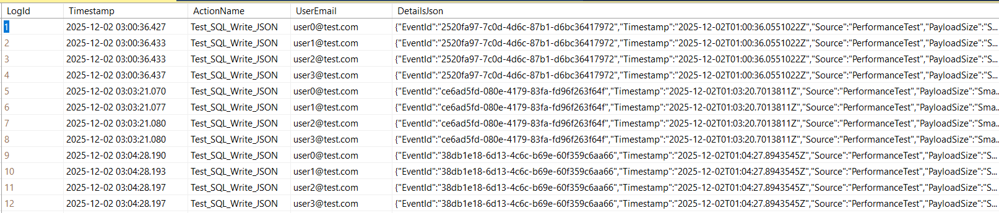 LogId Timestamp ActionName UserEmail DetailsJson
1 2025-12-02 03:00:36.427 Test_SQL_Write_JSON user0@test.com {"EventId":"2520fa97-7c0d-4d6c-87b1-d6bc36417972","Timestamp":"2025-12-02T01:00:36.0551022Z","Source":"PerformanceTest","PayloadSize":"S...
2 2025-12-02 03:00:36.433 Test_SQL_Write_JSON user1@test.com {"EventId":"2520fa97-7c0d-4d6c-87b1-d6bc36417972","Timestamp":"2025-12-02T01:00:36.0551022Z","Source":"PerformanceTest","PayloadSize":"S...
3 2025-12-02 03:00:36.433 Test_SQL_Write_JSON user2@test.com {"EventId":"2520fa97-7c0d-4d6c-87b1-d6bc36417972","Timestamp":"2025-12-02T01:00:36.0551022Z","Source":"PerformanceTest","PayloadSize":"S...
4 2025-12-02 03:00:36.437 Test_SQL_Write_JSON user3@test.com {"EventId":"2520fa97-7c0d-4d6c-87b1-d6bc36417972","Timestamp":"2025-12-02T01:00:36.0551022Z","Source":"PerformanceTest","PayloadSize":"S...
5 2025-12-02 03:03:21.070 Test_SQL_Write_JSON user0@test.com {"EventId":"ce6ad5fd-080e-4179-83fa-fd96f263f64f","Timestamp":"2025-12-02T01:03:20.7013811Z","Source":"PerformanceTest","PayloadSize":"Sma...
6 2025-12-02 03:03:21.077 Test_SQL_Write_JSON user1@test.com {"EventId":"ce6ad5fd-080e-4179-83fa-fd96f263f64f","Timestamp":"2025-12-02T01:03:20.7013811Z","Source":"PerformanceTest","PayloadSize":"Sma...
7 2025-12-02 03:03:21.080 Test_SQL_Write_JSON user2@test.com {"EventId":"ce6ad5fd-080e-4179-83fa-fd96f263f64f","Timestamp":"2025-12-02T01:03:20.7013811Z","Source":"PerformanceTest","PayloadSize":"Sma...
8 2025-12-02 03:03:21.080 Test_SQL_Write_JSON user3@test.com {"EventId":"ce6ad5fd-080e-4179-83fa-fd96f263f64f","Timestamp":"2025-12-02T01:03:20.7013811Z","Source":"PerformanceTest","PayloadSize":"Sma...
9 2025-12-02 03:04:28.190 Test_SQL_Write_JSON user0@test.com {"EventId":"38db1e18-6d13-4c6c-b69e-60f359c6aa66","Timestamp":"2025-12-02T01:04:27.8943545Z","Source":"PerformanceTest","PayloadSize":"S...
10 2025-12-02 03:04:28.193 Test_SQL_Write_JSON user1@test.com {"EventId":"38db1e18-6d13-4c6c-b69e-60f359c6aa66","Timestamp":"2025-12-02T01:04:27.8943545Z","Source":"PerformanceTest","PayloadSize":"S...
11 2025-12-02 03:04:28.197 Test_SQL_Write_JSON user2@test.com {"EventId":"38db1e18-6d13-4c6c-b69e-60f359c6aa66","Timestamp":"2025-12-02T01:04:27.8943545Z","Source":"PerformanceTest","PayloadSize":"S...
12 2025-12-02 03:04:28.197 Test_SQL_Write_JSON user3@test.com {"EventId":"38db1e18-6d13-4c6c-b69e-60f359c6aa66","Timestamp":"2025-12-02T01:04:27.8943545Z","Source":"PerformanceTest","PayloadSize":"S...